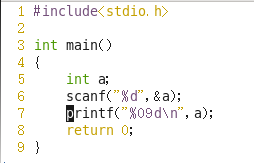 1 #include<stdio.h>
2
3 int main()
4 {
5     int a;
6     scanf("%d",&a);
7     printf("%09d\n",a);
8     return 0;
9 }